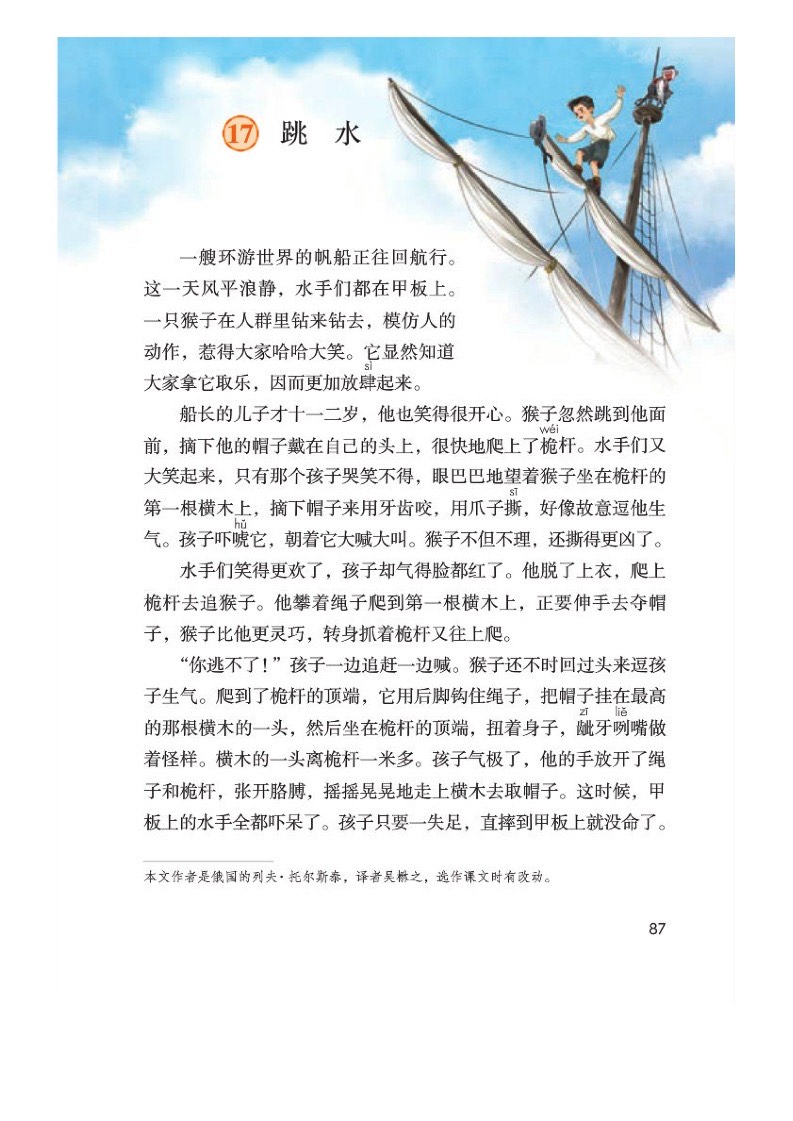 17 跳 水
一艘环游世界的帆船正往回航行。
这一天风平浪静，水手们都在甲板上。
一只猴子在人群里钻来钻去，模仿人的
动作，惹得大家哈哈大笑。它显然知道
sì
大家拿它取乐，因而更加放肆起来。
船长的儿子才十一二岁，他也笑得很开心。猴子忽然跳到他面
wéi
前，摘下他的帽子戴在自己的头上，很快地爬上了桅杆。水手们又
大笑起来，只有那个孩子哭笑不得，眼巴巴地望着猴子坐在桅杆的
sī
第一根横木上，摘下帽子来用牙齿咬，用爪子撕，好像故意逗他生
hǔ
气。孩子吓唬它，朝着它大喊大叫。猴子不但不理，还撕得更凶了。
水手们笑得更欢了，孩子却气得脸都红了。他脱了上衣，爬上
桅杆去追猴子。他攀着绳子爬到第一根横木上，正要伸手去夺帽
子，猴子比他更灵巧，转身抓着桅杆又往上爬。
“你逃不了！”孩子一边追赶一边喊。猴子还不时回过头来逗孩
子生气。爬到了桅杆的顶端，它用后脚钩住绳子，把帽子挂在最高
zī liě
的那根横木的一头，然后坐在桅杆的顶端，扭着身子，龇牙咧嘴做
着怪样。横木的一头离桅杆一米多。孩子气极了，他的手放开了绳
子和桅杆，张开胳膊，摇摇晃晃地走上横木去取帽子。这时候，甲
板上的水手全都吓呆了。孩子只要一失足，直摔到甲板上就没命了。
本文作者是俄国的列夫·托尔斯泰，译者吴檝之，选作课文时有改动。
87